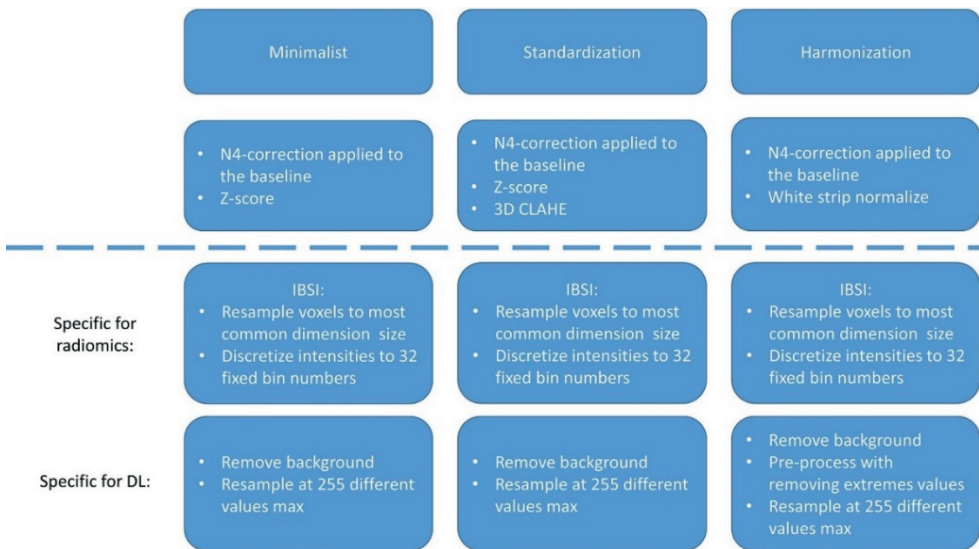 Minimalist
Standardization
Harmonization
• N4-correction applied to
the baseline
• Z-score
• N4-correction applied to
the baseline
• Z-score
• 3D CLAHE
• N4-correction applied to
the baseline
• White strip normalize
Specific for
radiomics:
IBSI:
• Resample voxels to most
common dimension size
• Discretize intensities to 32
fixed bin numbers
IBSI:
• Resample voxels to most
common dimension size
• Discretize intensities to 32
fixed bin numbers
IBSI:
• Resample voxels to most
common dimension size
• Discretize intensities to 32
fixed bin numbers
Specific for DL:
• Remove background
• Resample at 255 different
values max
• Remove background
• Resample at 255 different
values max
• Remove background
• Pre-process with
removing extremes values
• Resample at 255 different
values max